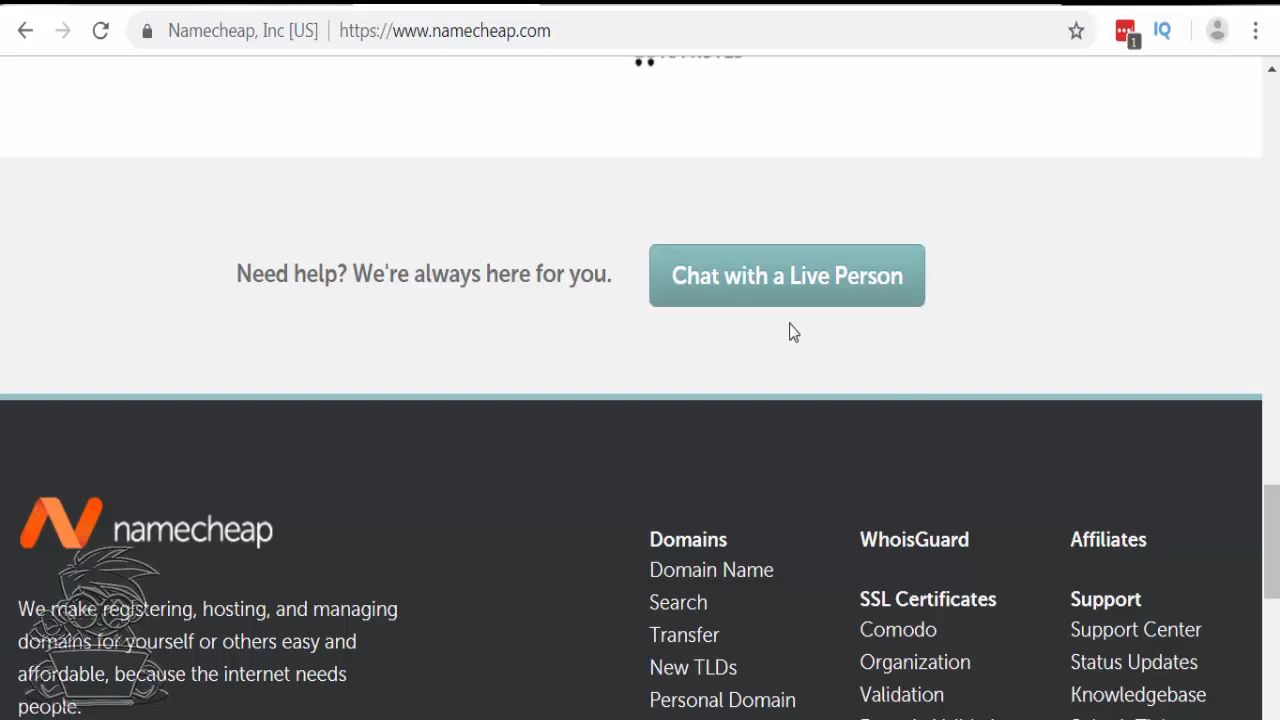 Namecheap, Inc [US] | https://www.namecheap.com
1
IQ
Need help? We're always here for you.
Chat with a Live Person
namecheap
We make registering, hosting, and managing
domains for yourself or others easy and
affordable, because the internet needs
people.
Domains
Domain Name
Search
Transfer
New TLDs
Personal Domain
WhoisGuard
SSL Certificates
Comodo
Organization
Validation
Affiliates
Support
Support Center
Status Updates
Knowledgebase